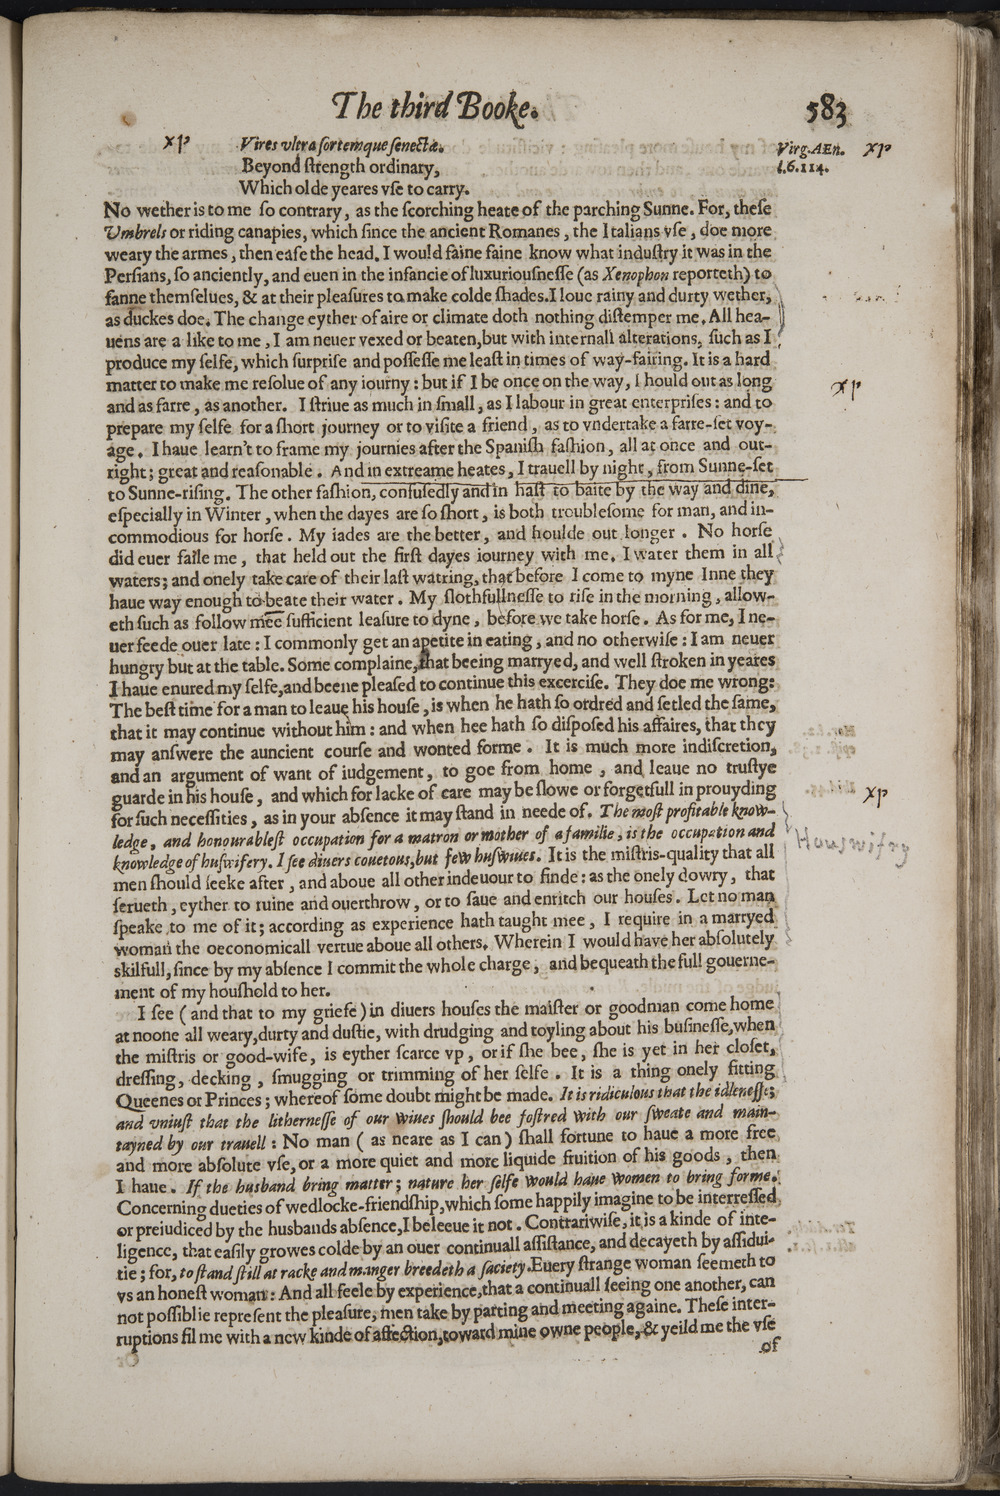 The third Booke. 583
xp Vires vltra sortemque senectæ. Virg. AEn. xp
Beyond ſtrength ordinary, l.6.114.
Which olde yeares vſe to carry.
No wether is to me ſo contrary, as the ſcorching heate of the parching Sunne. For, theſe
Vmbrels or riding canapies, which ſince the ancient Romanes, the Italians vſe, doe more
weary the armes, then eaſe the head. I would faine faine know what induſtry it was in the
Perſians, ſo anciently, and euen in the infancie of luxuriouſneſſe (as Xenophon reporteth) to
fanne themſelues, & at their pleaſures to make colde ſhades. I loue rainy and durty wether,
as duckes doe. The change eyther of aire or climate doth nothing diſtemper me. All hea-
uens are a like to me, I am neuer vexed or beaten, but with internall alterations, ſuch as I
produce my ſelfe, which ſurpriſe and poſſeſſe me leaſt in times of way-fairing. It is a hard
matter to make me reſolue of any iourny: but if I be once on the way, I hould out as long xp
and as farre, as another. I ſtriue as much in ſmall, as I labour in great enterpriſes: and to
prepare my ſelfe for a ſhort journey or to viſite a friend, as to vndertake a farre-ſet voy-
age. I haue learn't to frame my journies after the Spaniſh faſhion, all at once and out-
right; great and reaſonable. And in extreame heates, I trauell by night, from Sunne-ſet
to Sunne-riſing. The other faſhion, confuſedly and in haſt to baite by the way and dine,
eſpecially in Winter, when the dayes are ſo ſhort, is both troubleſome for man, and in-
commodious for horſe. My iades are the better, and houlde out longer. No horſe
did euer faile me, that held out the firſt dayes iourney with me. I water them in all
waters; and onely take care of their laſt watring, that before I come to myne Inne they
haue way enough to beate their water. My ſlothfullneſſe to riſe in the morning, allow-
eth ſuch as follow mee ſufficient leaſure to dyne, before we take horſe. As for me, I ne-
uer feede ouer late: I commonly get an apetite in eating, and no otherwiſe: I am neuer
hungry but at the table. Some complaine, that beeing marryed, and well ſtroken in yeares
I haue enured my ſelfe, and beene pleaſed to continue this excerciſe. They doe me wrong:
The beſt time for a man to leaue his houſe, is when he hath ſo ordred and ſetled the ſame,
that it may continue without him: and when hee hath ſo diſpoſed his affaires, that they
may anſwere the auncient courſe and wonted forme. It is much more indiſcretion,
and an argument of want of iudgement, to goe from home, and leaue no truſtye
guarde in his houſe, and which for lacke of care may be ſlowe or forgetfull in prouyding xp
for ſuch neceſſities, as in your abſence it may ſtand in neede of. The moſt profitable know-
ledge, and honourableſt occupation for a matron or mother of a familie, is the occupation and Houswifry
knowledge of huſwifery. I ſee diuers couetous, but few huſwiues. It is the miſtris-quality that all
men ſhould ſeeke after, and aboue all other indeuour to finde: as the onely dowry, that
ſerueth, eyther to ruine and ouerthrow, or to ſaue and enritch our houſes. Let no man
ſpeake to me of it; according as experience hath taught mee, I require in a marryed
woman the oeconomicall vertue aboue all others. Wherein I would have her abſolutely
skilfull, ſince by my abſence I commit the whole charge, and bequeath the full gouerne-
ment of my houſhold to her.
I ſee (and that to my griefe) in diuers houſes the maiſter or goodman come home
at noone all weary, durty and duſtie, with drudging and toyling about his buſineſſe, when
the miſtris or good-wife, is eyther ſcarce vp, or if ſhe bee, ſhe is yet in her cloſet,
dreſſing, decking, ſmugging or trimming of her ſelfe. It is a thing onely fitting
Queenes or Princes; whereof ſome doubt might be made. It is ridiculous that the idleneſſe;
and vniuſt that the litherneſſe of our wiues ſhould bee foſtred with our ſweate and main-
tayned by our trauell: No man (as neare as I can) ſhall fortune to haue a more free
and more abſolute vſe, or a more quiet and more liquide fruition of his goods, then
I haue. If the husband bring matter; nature her ſelfe would haue women to bring forme.
Concerning dueties of wedlocke-friendſhip, which ſome happily imagine to be interreſſed
or preiudiced by the husbands abſence, I beleeue it not. Contrariwiſe, it is a kinde of inte-
ligence, that eaſily growes colde by an ouer continuall aſſiſtance, and decayeth by aſſidui-
tie; for, to ſtand ſtill at racke and manger breedeth a ſaciety. Euery ſtrange woman ſeemeth to
vs an honeſt woman: And all feele by experience, that a continuall ſeeing one another, can
not poſſiblie repreſent the pleaſure, men take by parting and meeting againe. Theſe inter-
ruptions fil me with a new kinde of affection, toward mine owne people, & yeild me the vſe
of